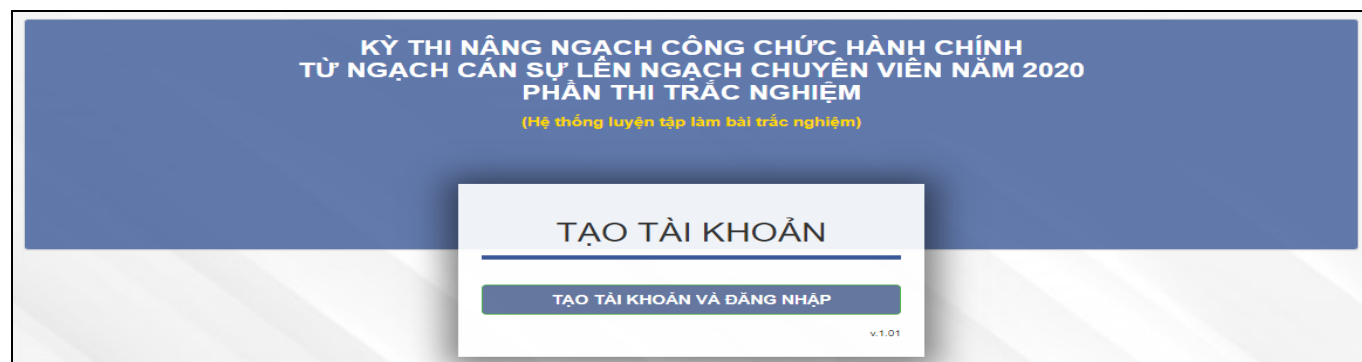 KỲ THI NÂNG NGẠCH CÔNG CHỨC HÀNH CHÍNH
TỪ NGẠCH CÁN SỰ LÊN NGẠCH CHUYÊN VIÊN NĂM 2020
PHẦN THI TRẮC NGHIỆM
(Hệ thống luyện tập làm bài trắc nghiệm)
TẠO TÀI KHOẢN
TẠO TÀI KHOẢN VÀ ĐĂNG NHẬP
v.1.01